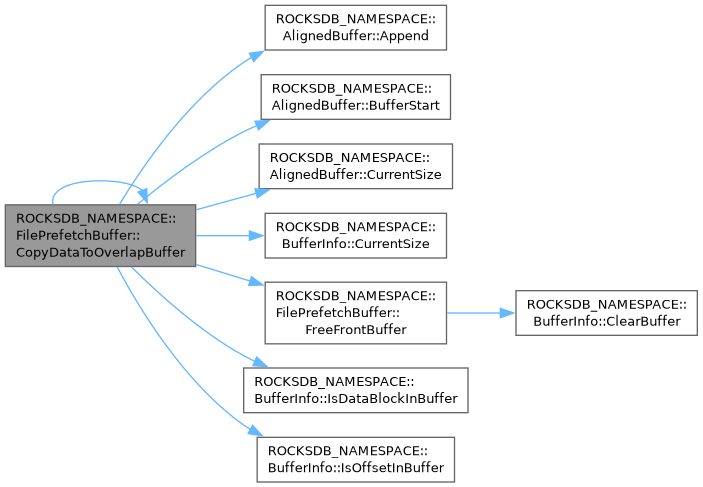 ROCKSDB_NAMESPACE::
AlignedBuffer::Append
ROCKSDB_NAMESPACE::
AlignedBuffer::BufferStart
ROCKSDB_NAMESPACE::
AlignedBuffer::CurrentSize
ROCKSDB_NAMESPACE::
FilePrefetchBuffer::
CopyDataToOverlapBuffer
ROCKSDB_NAMESPACE::
BufferInfo::CurrentSize
ROCKSDB_NAMESPACE::
FilePrefetchBuffer::
FreeFrontBuffer
ROCKSDB_NAMESPACE::
BufferInfo::ClearBuffer
ROCKSDB_NAMESPACE::
BufferInfo::IsDataBlockInBuffer
ROCKSDB_NAMESPACE::
BufferInfo::IsOffsetInBuffer